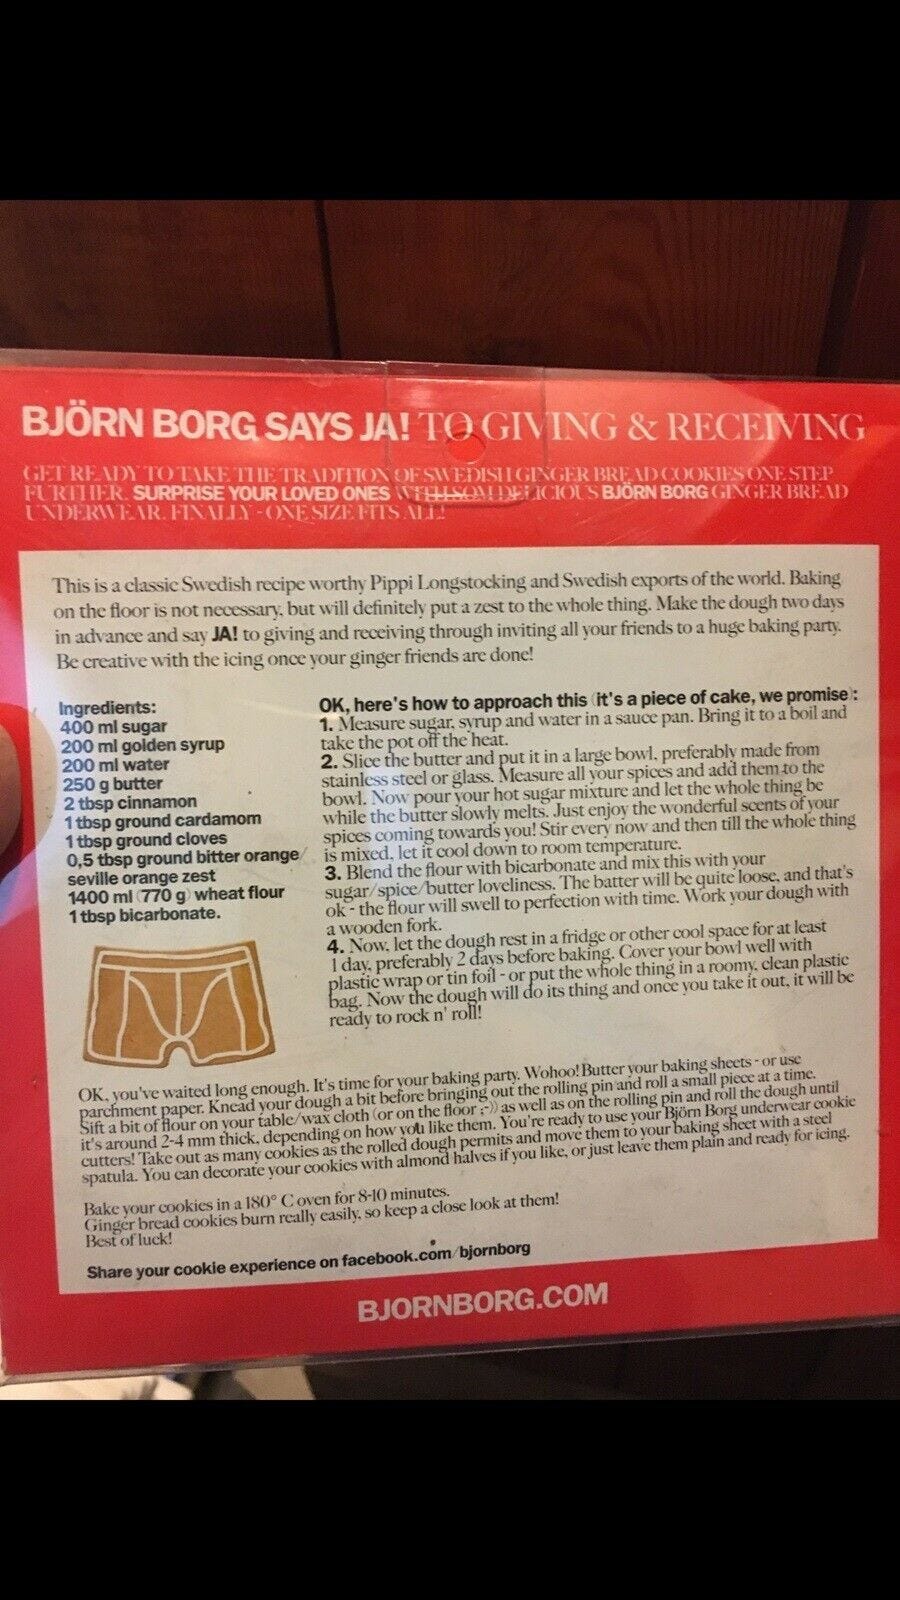 BJÖRN BORG SAYS JA! TO GIVING & RECEIVING
GET READY TO TAKE THE TRADITION OF SWEDISH GINGER BREAD COOKIES ONE STEP
FURTHER. SURPRISE YOUR LOVED ONES WITH SOM DELICIOUS BJÖRN BORG GINGER BREAD
UNDERWEAR. FINALLY - ONE SIZE FITS ALL!
This is a classic Swedish recipe worthy Pippi Longstocking and Swedish exports of the world. Baking
on the floor is not necessary, but will definitely put a zest to the whole thing. Make the dough two days
in advance and say JA! to giving and receiving through inviting all your friends to a huge baking party.
Be creative with the icing once your ginger friends are done!
Ingredients:
400 ml sugar
200 ml golden syrup
200 ml water
250 g butter
2 tbsp cinnamon
1 tbsp ground cardamom
1 tbsp ground cloves
0,5 tbsp ground bitter orange/
seville orange zest
1400 ml (770 g) wheat flour
1 tbsp bicarbonate.
OK, here's how to approach this (it's a piece of cake, we promise):
1. Measure sugar, syrup and water in a sauce pan. Bring it to a boil and
take the pot off the heat.
2. Slice the butter and put it in a large bowl, preferably made from
stainless steel or glass. Measure all your spices and add them to the
bowl. Now pour your hot sugar mixture and let the whole thing be
while the butter slowly melts. Just enjoy the wonderful scents of your
spices coming towards you! Stir every now and then till the whole thing
is mixed, let it cool down to room temperature.
3. Blend the flour with bicarbonate and mix this with your
sugar/spice/butter loveliness. The batter will be quite loose, and that's
ok - the flour will swell to perfection with time. Work your dough with
a wooden fork.
4. Now, let the dough rest in a fridge or other cool space for at least
1 day, preferably 2 days before baking. Cover your bowl well with
plastic wrap or tin foil - or put the whole thing in a roomy, clean plastic
bag. Now the dough will do its thing and once you take it out, it will be
ready to rock n' roll!
OK, you've waited long enough. It's time for your baking party. Wohoo! Butter your baking sheets - or use
parchment paper. Knead your dough a bit before bringing out the rolling pin and roll a small piece at a time.
Sift a bit of flour on your table/wax cloth (or on the floor ;-)) as well as on the rolling pin and roll the dough until
it's around 2-4 mm thick, depending on how you like them. You're ready to use your Björn Borg underwear cookie
cutters! Take out as many cookies as the rolled dough permits and move them to your baking sheet with a steel
spatula. You can decorate your cookies with almond halves if you like, or just leave them plain and ready for icing.
Bake your cookies in a 180° C oven for 8-10 minutes.
Ginger bread cookies burn really easily, so keep a close look at them!
Best of luck!
Share your cookie experience on facebook.com/bjornborg
BJORNBORG.COM